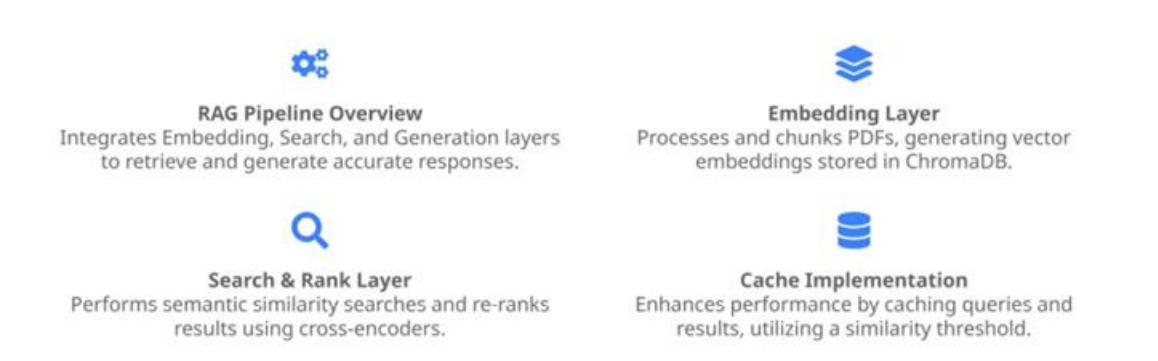 RAG Pipeline Overview
Integrates Embedding, Search, and Generation layers
to retrieve and generate accurate responses.
Embedding Layer
Processes and chunks PDFs, generating vector
embeddings stored in ChromaDB.
Search & Rank Layer
Performs semantic similarity searches and re-ranks
results using cross-encoders.
Cache Implementation
Enhances performance by caching queries and
results, utilizing a similarity threshold.